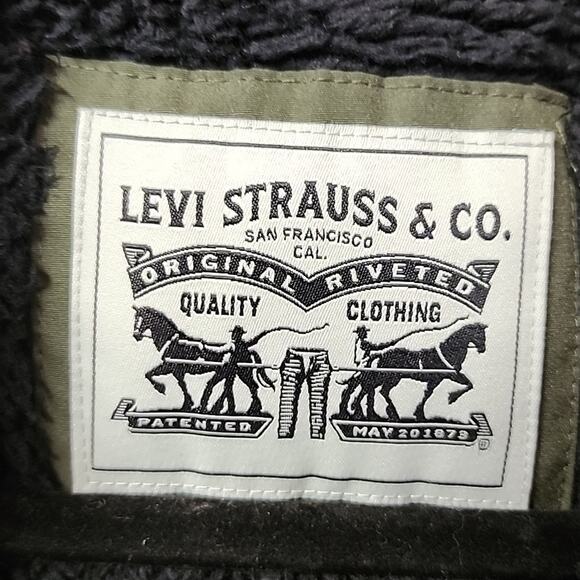 LEVI STRAUSS & CO.
SAN FRANCISCO
CAL.
ORIGINAL RIVETED
QUALITY CLOTHING
PATENTED MAY 20 1873
®